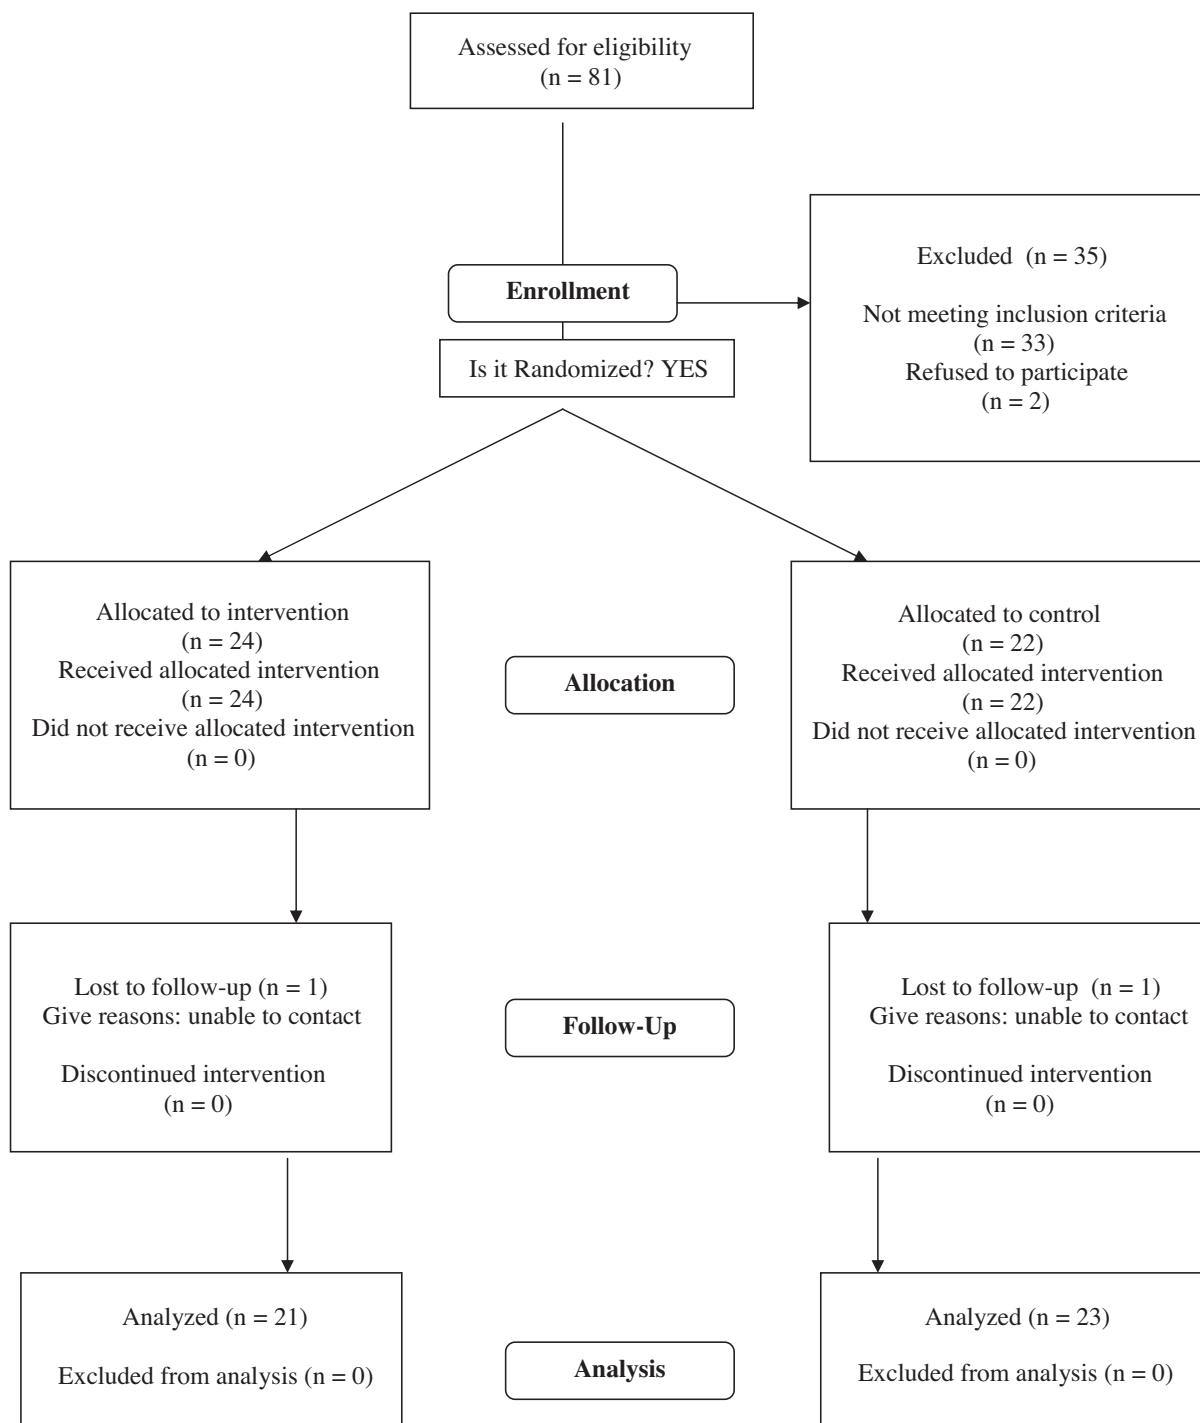 Assessed for eligibility
(n = 81)
Enrollment
Is it Randomized? YES
Excluded (n = 35)
Not meeting inclusion criteria
(n = 33)
Refused to participate
(n = 2)
Allocated to intervention
(n = 24)
Received allocated intervention
(n = 24)
Did not receive allocated intervention
(n = 0)
Allocation
Allocated to control
(n = 22)
Received allocated intervention
(n = 22)
Did not receive allocated intervention
(n = 0)
Lost to follow-up (n = 1)
Give reasons: unable to contact
Discontinued intervention
(n = 0)
Follow-Up
Lost to follow-up (n = 1)
Give reasons: unable to contact
Discontinued intervention
(n = 0)
Analyzed (n = 21)
Excluded from analysis (n = 0)
Analysis
Analyzed (n = 23)
Excluded from analysis (n = 0)